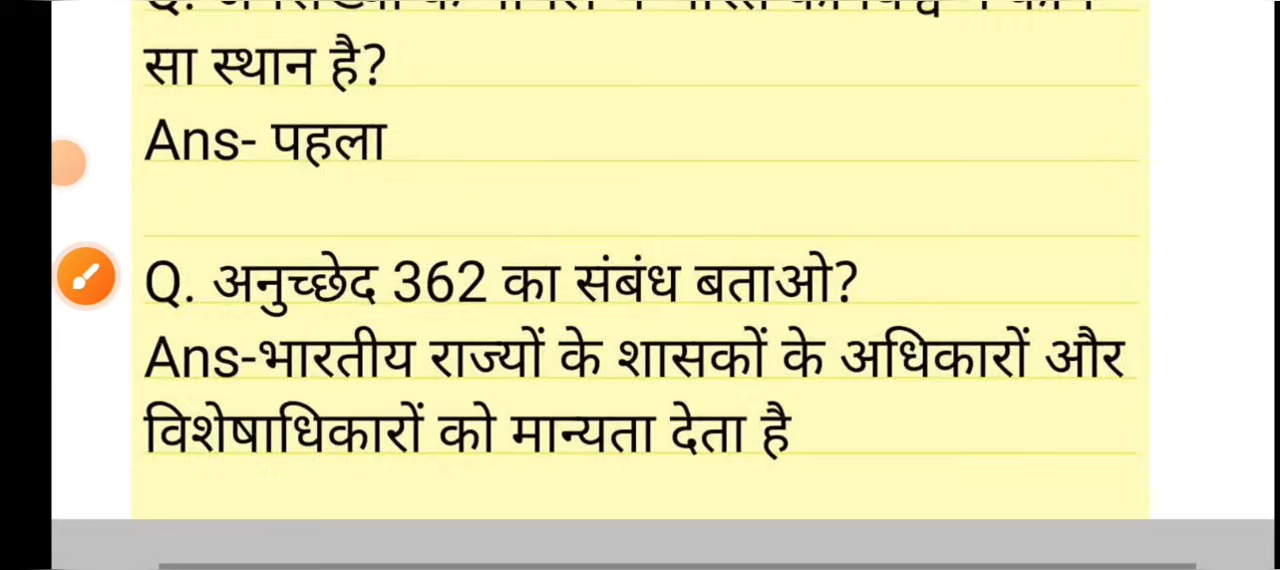 सा स्थान है?
Ans- पहला
Q. अनुच्छेद 362 का संबंध बताओ?
Ans-भारतीय राज्यों के शासकों के अधिकारों और
विशेषाधिकारों को मान्यता देता है